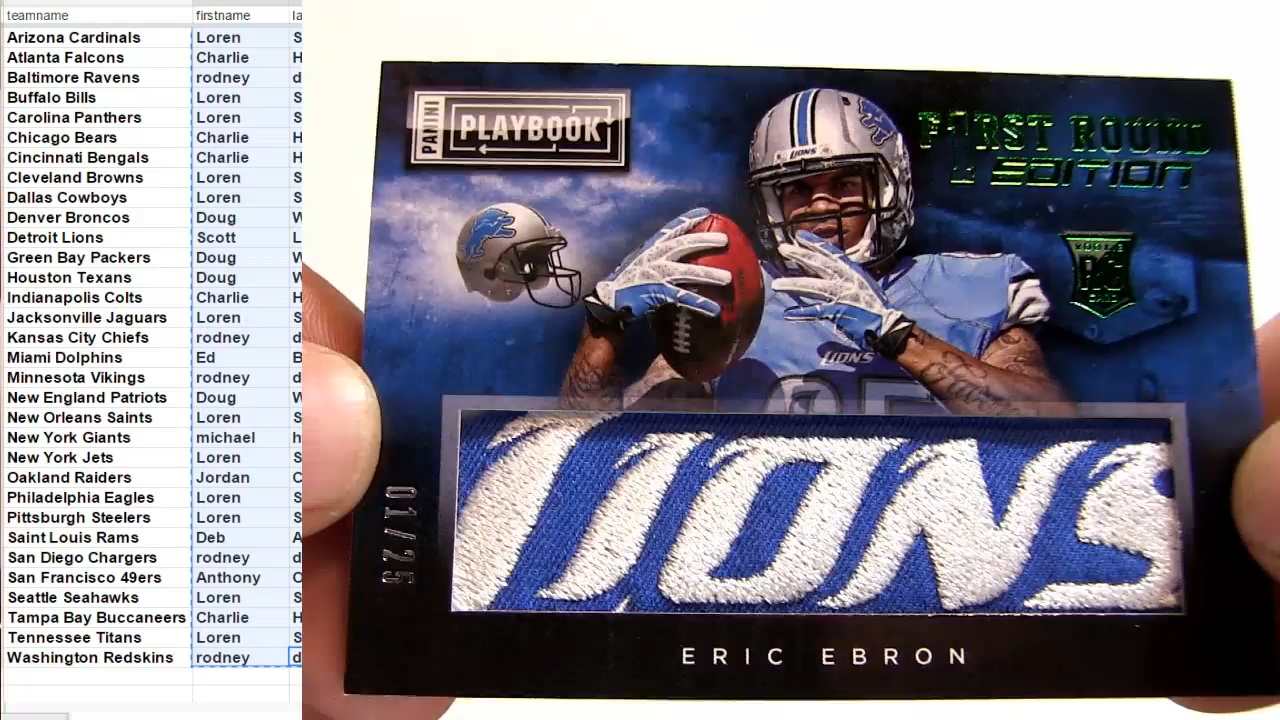 teamname firstname la
Arizona Cardinals Loren S
Atlanta Falcons Charlie H
Baltimore Ravens rodney d
Buffalo Bills Loren S
Carolina Panthers Loren S
Chicago Bears Charlie H
Cincinnati Bengals Charlie H
Cleveland Browns Loren S
Dallas Cowboys Loren S
Denver Broncos Doug W
Detroit Lions Scott L
Green Bay Packers Doug W
Houston Texans Doug W
Indianapolis Colts Charlie H
Jacksonville Jaguars Loren S
Kansas City Chiefs rodney d
Miami Dolphins Ed B
Minnesota Vikings rodney d
New England Patriots Doug W
New Orleans Saints Loren S
New York Giants michael h
New York Jets Loren S
Oakland Raiders Jordan C
Philadelphia Eagles Loren S
Pittsburgh Steelers Loren S
Saint Louis Rams Deb A
San Diego Chargers rodney d
San Francisco 49ers Anthony O
Seattle Seahawks Loren S
Tampa Bay Buccaneers Charlie H
Tennessee Titans Loren S
Washington Redskins rodney d
PANINI
PLAYBOOK
FIRST ROUND
EDITION
ROOKIE
RC
CARD
LIONS
LIONS
85
LIONS
01/25
ERIC EBRON